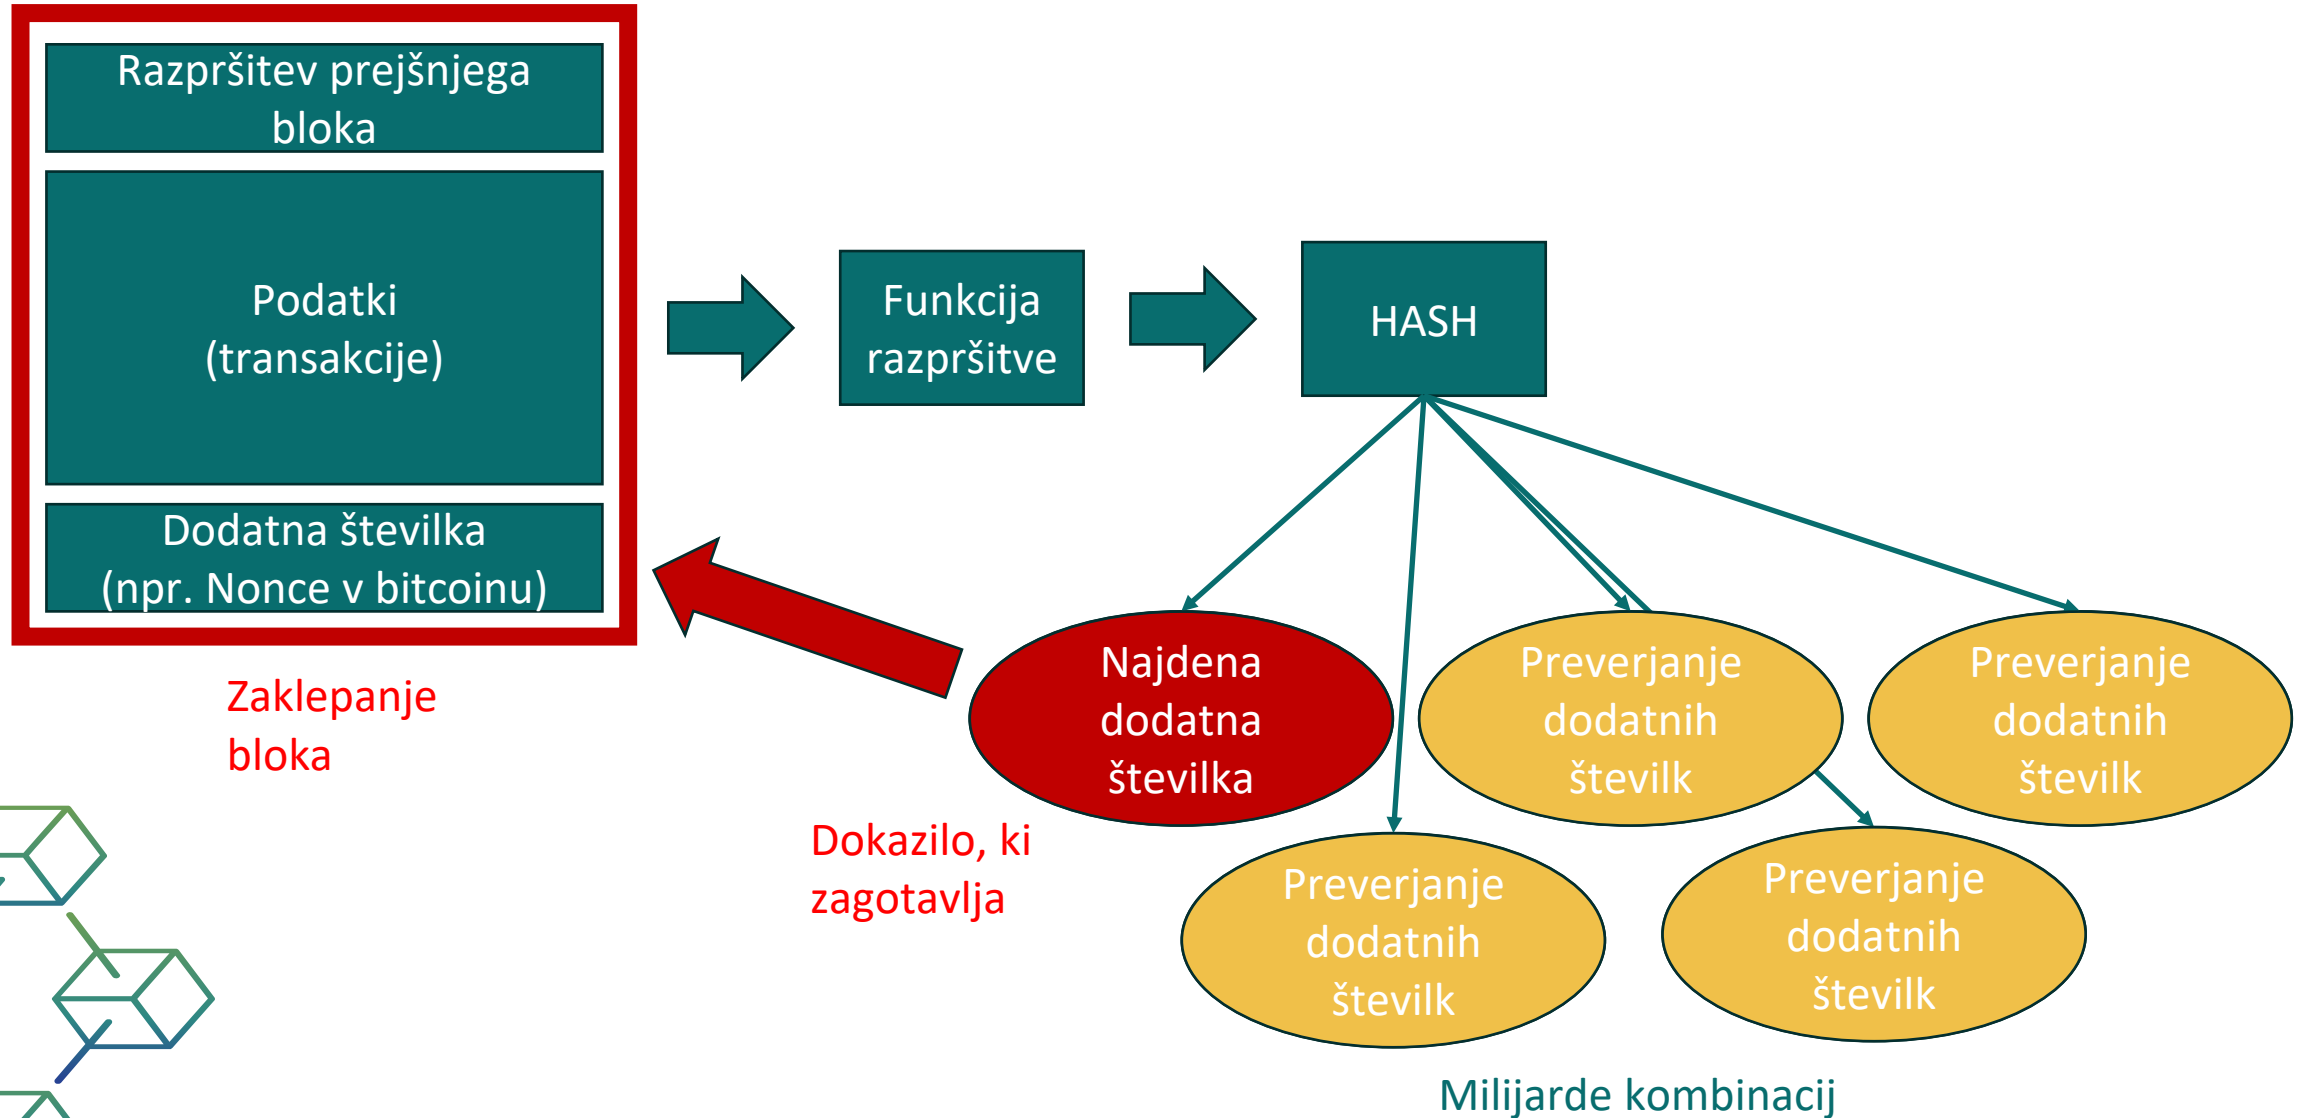 Razpršitev prejšnjega
bloka
Podatki
(transakcije)
Dodatna številka
(npr. Nonce v bitcoinu)
Zaklepanje
bloka
Funkcija
razpršitve
HASH
Najdena
dodatna
številka
Preverjanje
dodatnih
številk
Preverjanje
dodatnih
številk
Dokazilo, ki
zagotavlja
Preverjanje
dodatnih
številk
Preverjanje
dodatnih
številk
Milijarde kombinacij